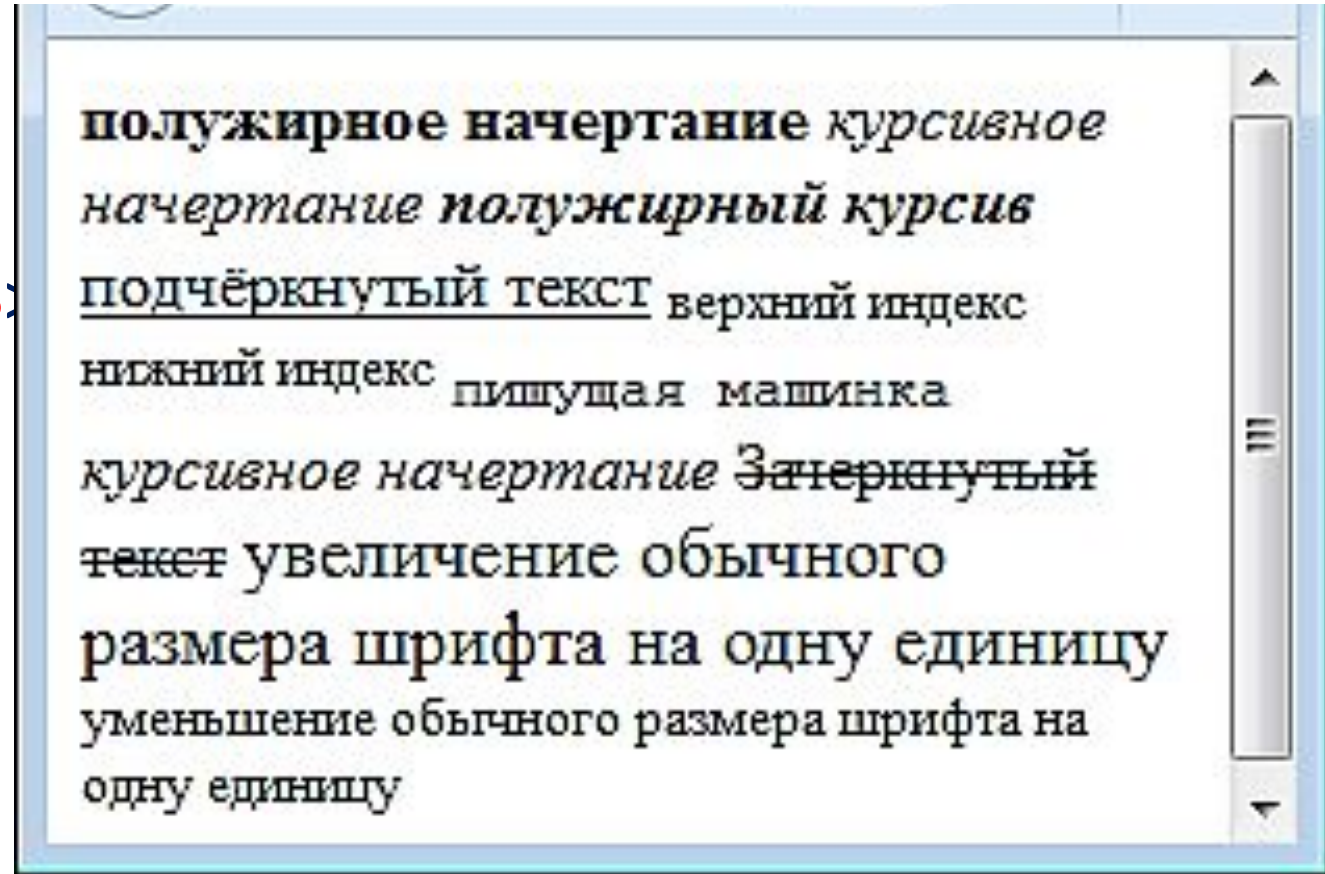 полужирное начертание курсивное
начертание полужирный курсив
подчёркнутый текст верхний индекс
нижний индекс пишущая машинка
курсивное начертание Зачеркнутый
текст увеличение обычного
размера шрифта на одну единицу
уменьшение обычного размера шрифта на
одну единицу